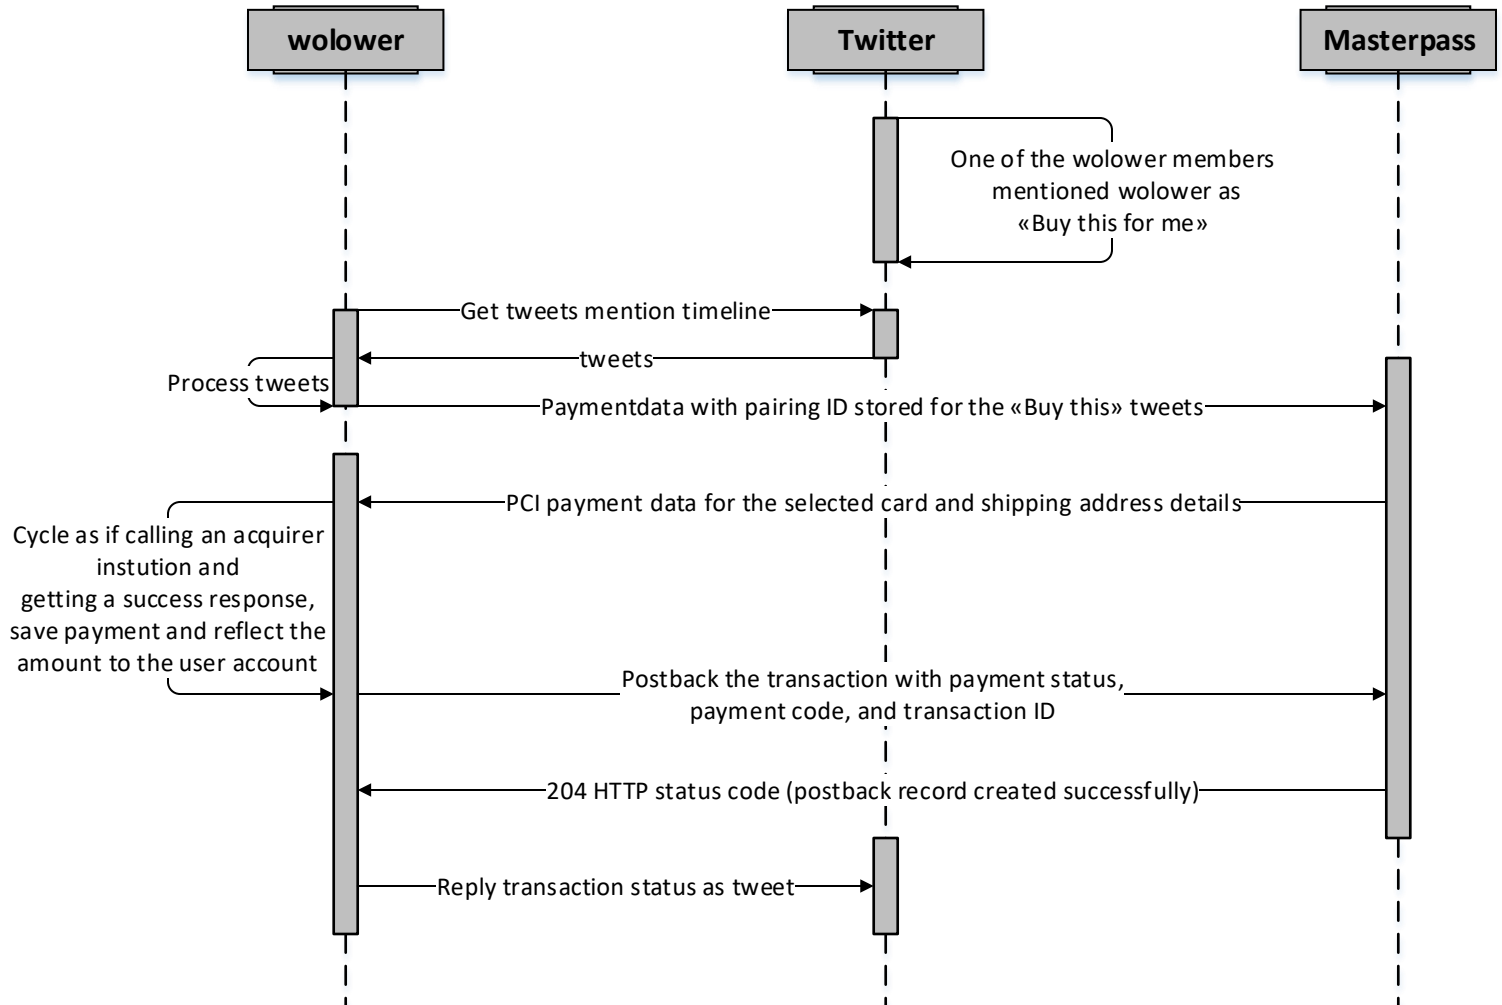 wolower
Twitter
Masterpass
One of the wolower members
mentioned wolower as
«Buy this for me»
Get tweets mention timeline
tweets
Process tweets
Paymentdata with pairing ID stored for the «Buy this» tweets
PCI payment data for the selected card and shipping address details
Cycle as if calling an acquirer
instution and
getting a success response,
save payment and reflect the
amount to the user account
Postback the transaction with payment status,
payment code, and transaction ID
204 HTTP status code (postback record created successfully)
Reply transaction status as tweet